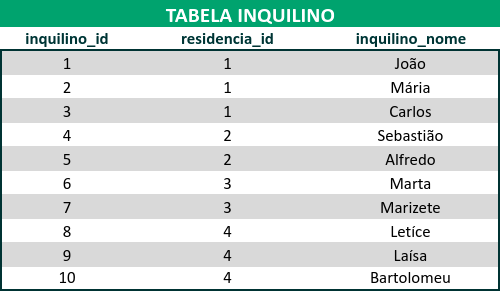 TABELA INQUILINO
inquilino_id residencia_id inquilino_nome
1 1 João
2 1 Mária
3 1 Carlos
4 2 Sebastião
5 2 Alfredo
6 3 Marta
7 3 Marizete
8 4 Letíce
9 4 Laísa
10 4 Bartolomeu